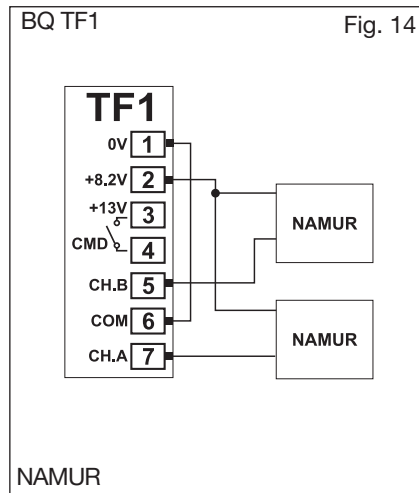 BQ TF1 Fig. 14
TF1
0V 1
+8.2V 2
+13V 3
CMD 4
CH.B 5
COM 6
CH.A 7
NAMUR
NAMUR
NAMUR